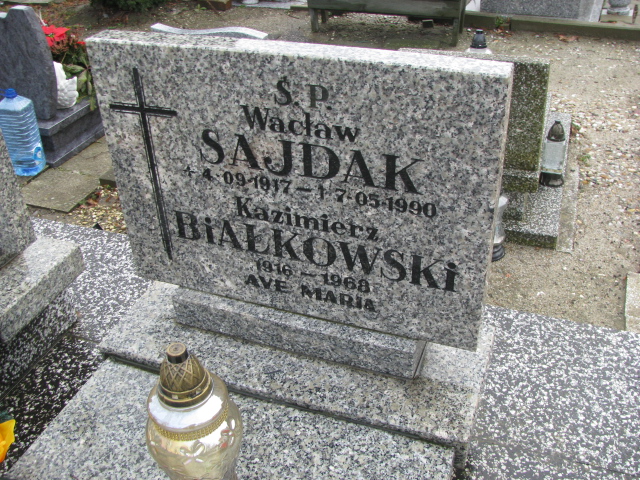 Ś.P.
Wacław
SAJDAK
* 4.09.1917 - † 7.05.1990
Kazimierz
BiAŁKOWSKi
1916 - 1968
AVE MARIA